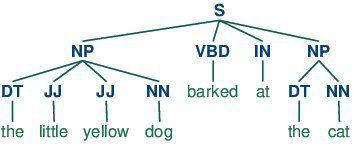 S
NP VBD IN NP
DT JJ JJ NN barked at DT NN
the little yellow dog the cat